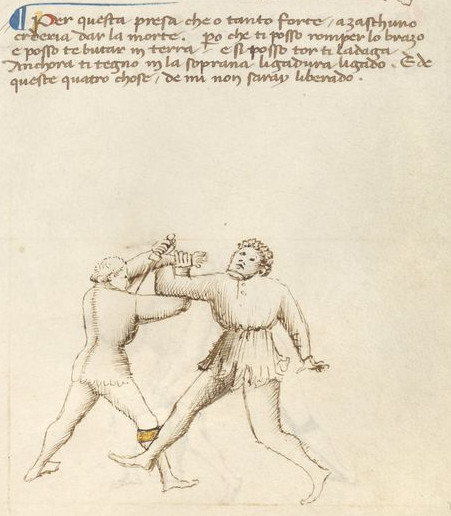 Per questa presa che o tanto forte, a zaschuno
crderia dar la morte. po che ti posso romper lo brazo
e posso te butar in terra, e si posso tor ti la daga.
Anchora ti tegno in la soprana ligadura ligado. E de
queste quatro chose, de mi non saray liberado.